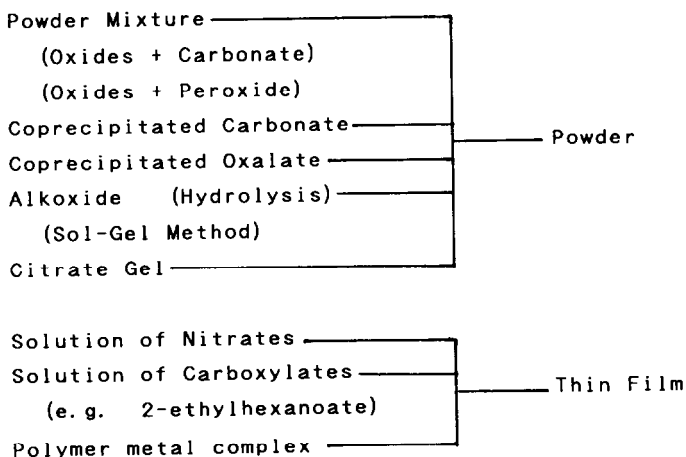 Powder Mixture
(Oxides + Carbonate)
(Oxides + Peroxide)
Coprecipitated Carbonate
Powder
Coprecipitated Oxalate
Alkoxide (Hydrolysis)
(Sol-Gel Method)
Citrate Gel
Solution of Nitrates
Solution of Carboxylates
Thin Film
(e.g. 2-ethylhexanoate)
Polymer metal complex